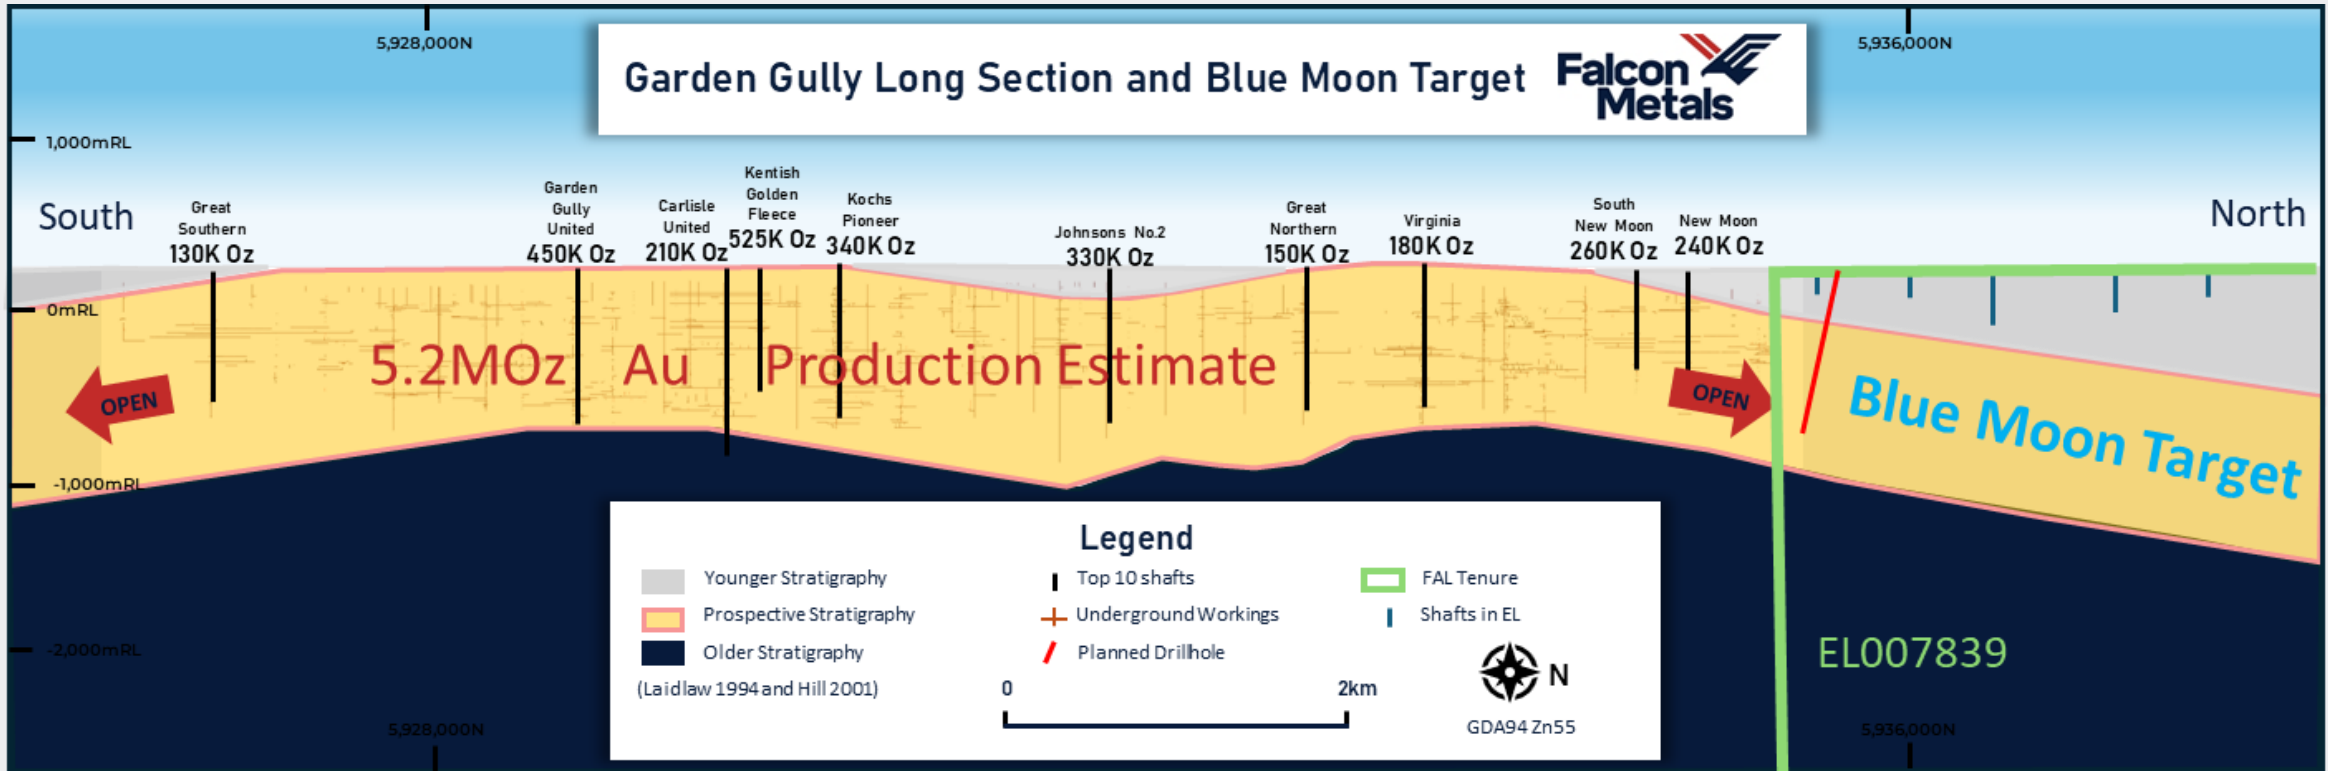 5,928,000N
5,936,000N
Garden Gully Long Section and Blue Moon Target
Falcon
Metals
1,000mRL
South
North
Great
Southern
130K Oz
Garden
Gully
United
450K Oz
Carlisle
United
210K Oz
Kentish
Golden
Fleece
525K Oz
Kochs
Pioneer
340K Oz
Johnsons No.2
330K Oz
Great
Northern
150K Oz
Virginia
180K Oz
South
New Moon
260K Oz
New Moon
240K Oz
0mRL
5.2MOz Au Production Estimate
OPEN
OPEN
Blue Moon Target
-1,000mRL
-2,000mRL
Legend
Younger Stratigraphy
Prospective Stratigraphy
Older Stratigraphy
(Laidlaw 1994 and Hill 2001)
Top 10 shafts
Underground Workings
Planned Drillhole
0
2km
FAL Tenure
Shafts in EL
N
GDA94 Zn55
EL007839
5,928,000N
5,936,000N